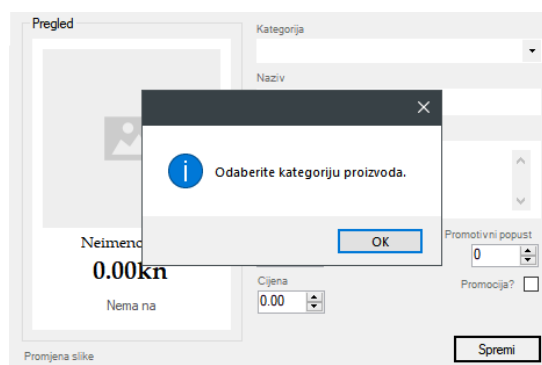 Pregled
Kategorija
Naziv
Odaberite kategoriju proizvoda.
OK
0.00kn
Nema na
Cijena
0.00
Promotivni popust
0
Promocija?
Promjena slike
Spremi